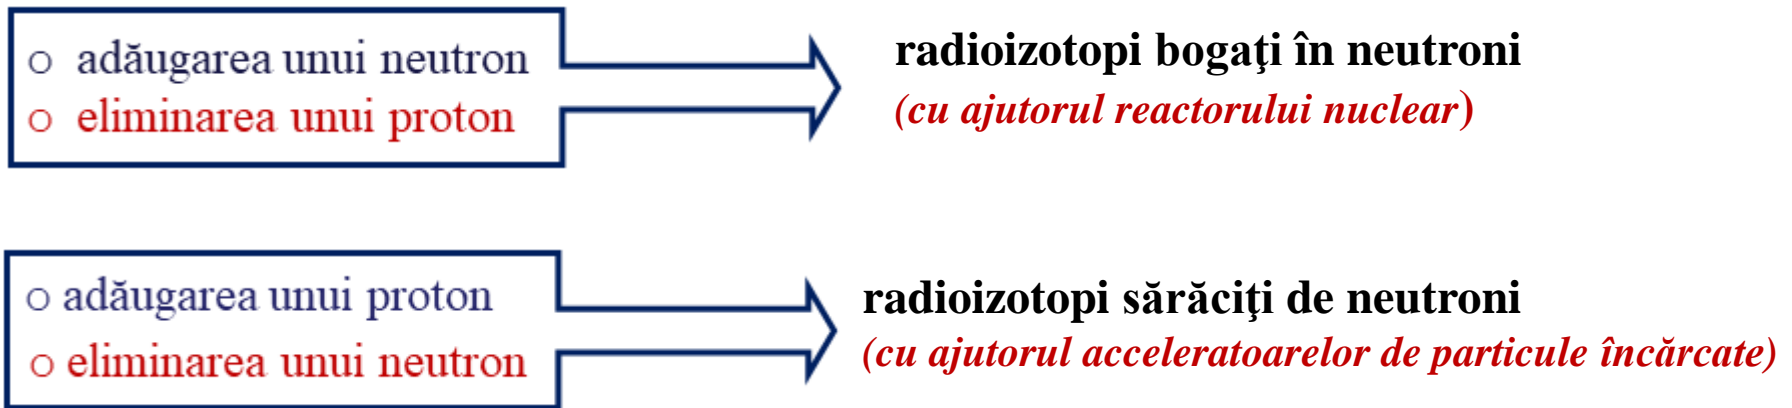 ○ adăugarea unui neutron
○ eliminarea unui proton
radioizotopi bogaţi în neutroni
(cu ajutorul reactorului nuclear)
○ adăugarea unui proton
○ eliminarea unui neutron
radioizotopi sărăciţi de neutroni
(cu ajutorul acceleratoarelor de particule încărcate)